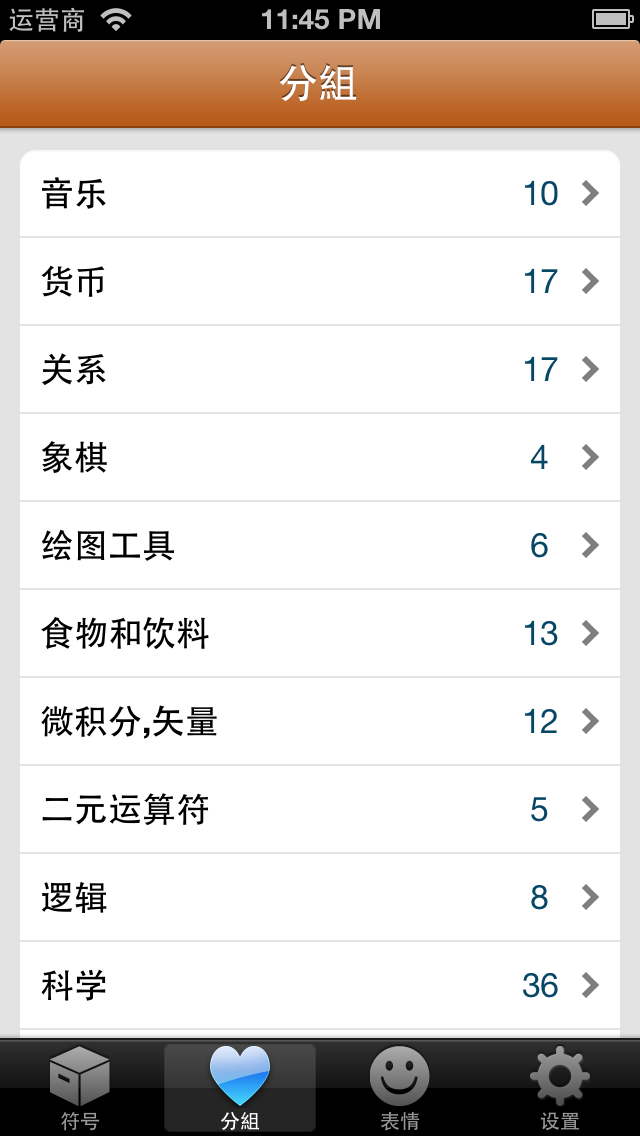 运营商 11:45 PM
分組
音乐 10
货币 17
关系 17
象棋 4
绘图工具 6
食物和饮料 13
微积分,矢量 12
二元运算符 5
逻辑 8
科学 36
符号 分組 表情 设置